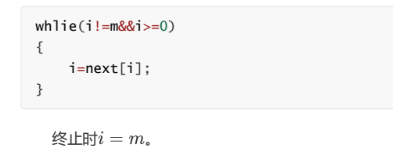 whlie(i!=m&&i>=0)
{
i=next[i];
}
终止时i = m。